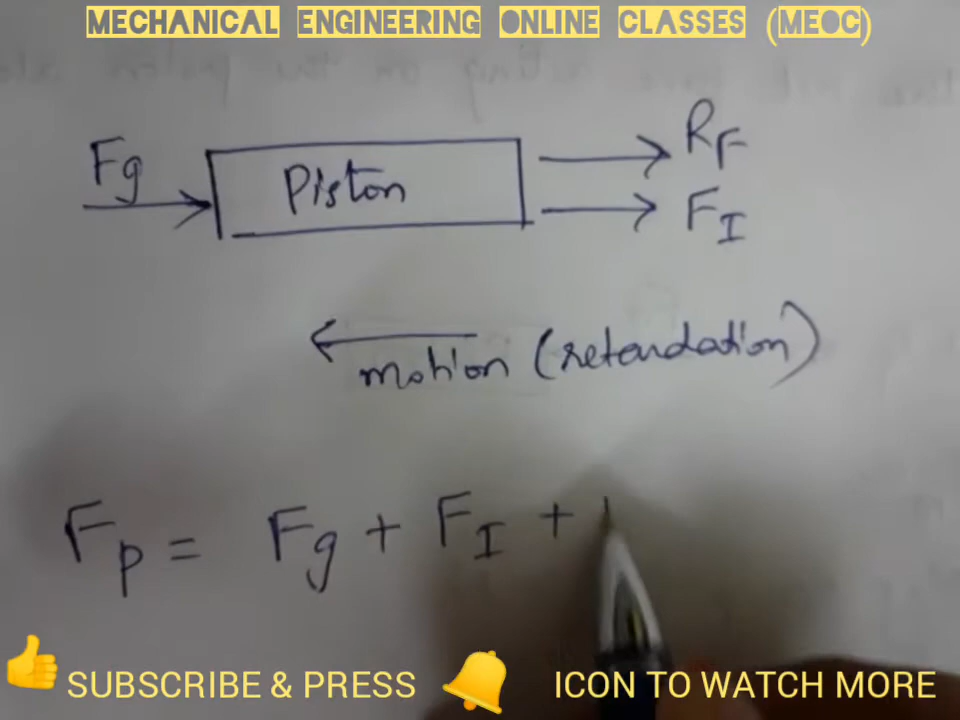 MECHANICAL ENGINEERING ONLINE CLASSES (MEOC)
Fg
Piston
RF
FI
motion (retardation)
Fp = Fg + FI +
SUBSCRIBE & PRESS ICON TO WATCH MORE